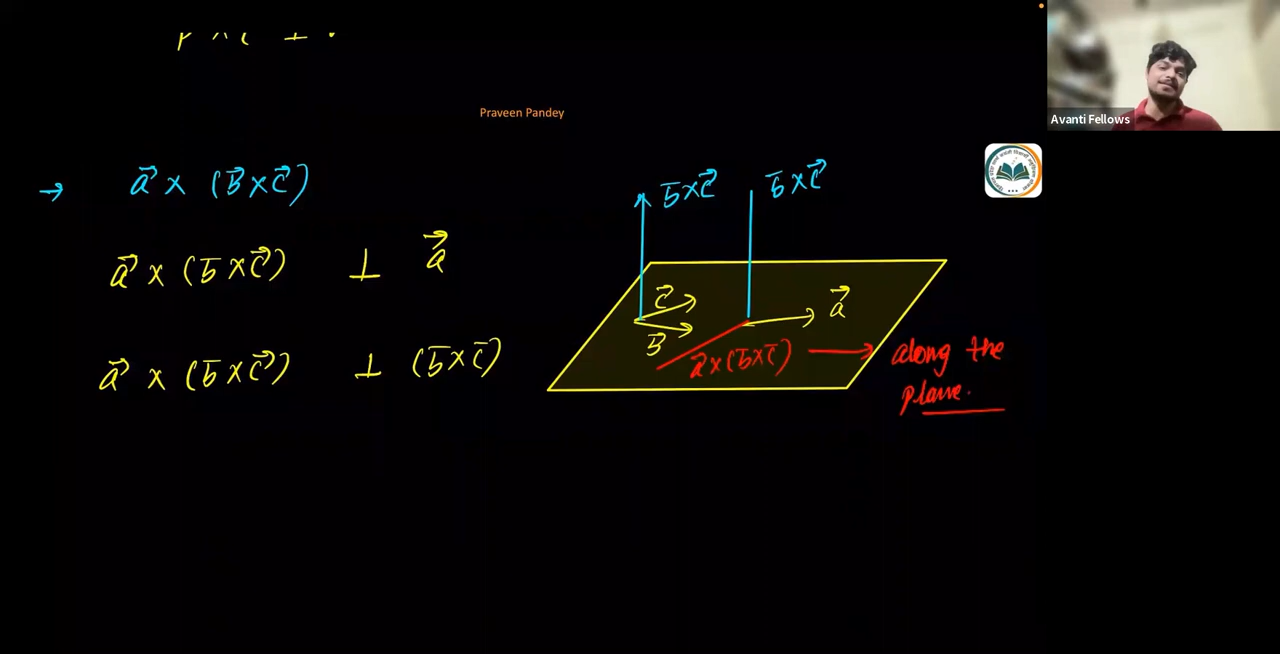 Praveen Pandey
Avanti Fellows
→ a⃗ × (b⃗ × c⃗)
a⃗ × (b̄ × c⃗) ⊥ a⃗
a⃗ × (b̄ × c⃗) ⊥ (b̄ × c̄)
b̄ × c⃗
b̄ × c⃗
c⃗
b̄
a⃗
a⃗ × (b̄ × c̄) → along the
plane.